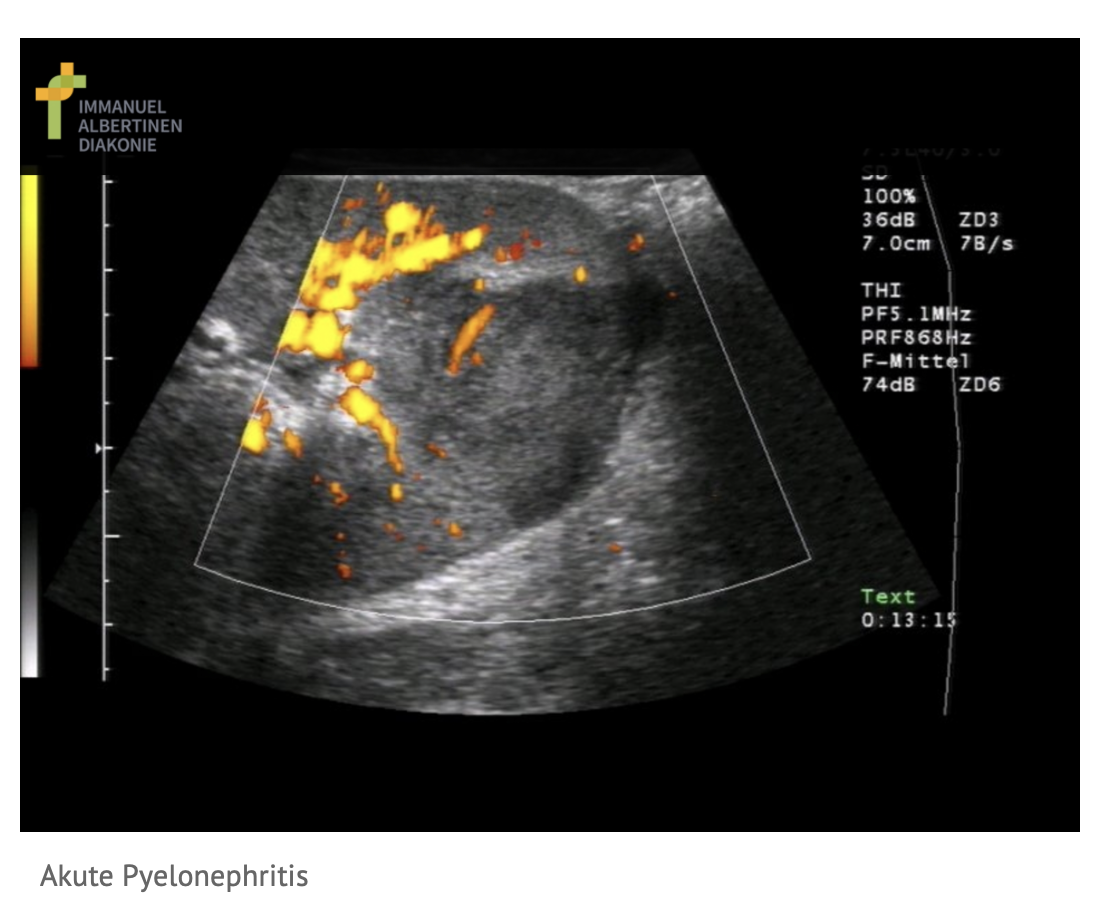 IMMANUEL
ALBERTINEN
DIAKONIE
SD
100%
36dB ZD3
7.0cm 7B/s
THI
PF5.1MHz
PRF868Hz
F-Mittel
74dB ZD6
Text
0:13:15
Akute Pyelonephritis